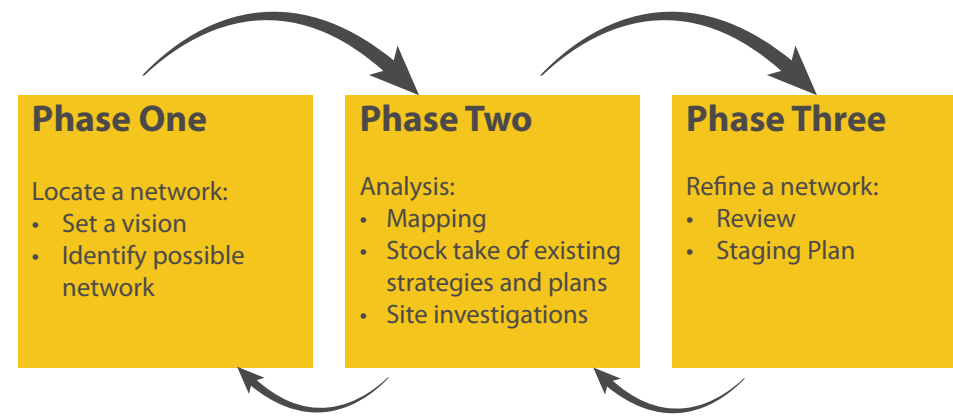 Phase One
Locate a network:
• Set a vision
• Identify possible
network
Phase Two
Analysis:
• Mapping
• Stock take of existing
strategies and plans
• Site investigations
Phase Three
Refine a network:
• Review
• Staging Plan